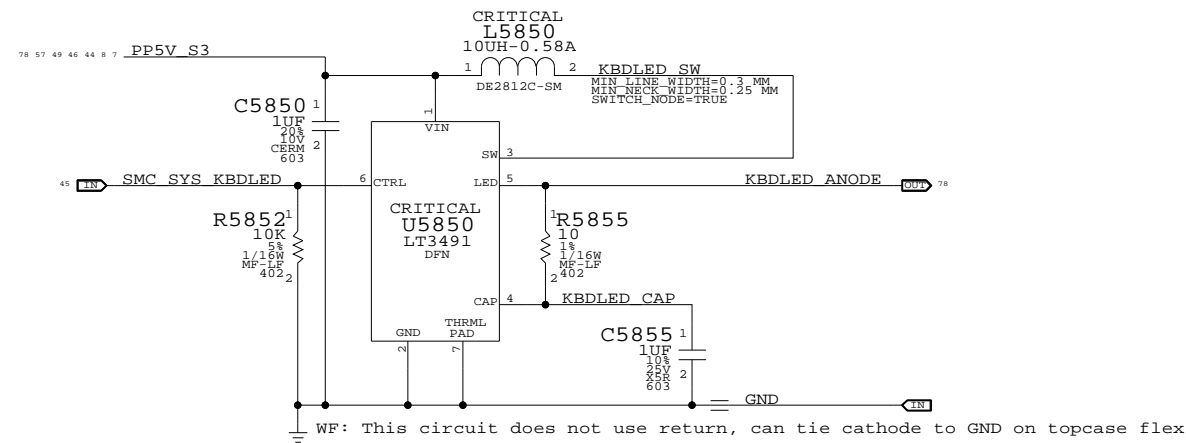 CRITICAL
L5850
10UH-0.58A
78 57 49 46 44 8 7 PP5V_S3
1 2 KBDLED_SW
DE2812C-SM
MIN_LINE_WIDTH=0.3 MM
MIN_NECK_WIDTH=0.25 MM
SWITCH_NODE=TRUE
C5850 1
1UF
20%
10V
CERM 2
603
1
VIN
SW 3
45 IN SMC_SYS_KBDLED 6 CTRL
LED 5 KBDLED_ANODE OUT 78
CRITICAL
U5850
LT3491
DFN
R5852 1
10K
5%
1/16W
MF-LF
402 2
1 R5855
10
1%
1/16W
MF-LF
2 402
CAP 4 KBDLED_CAP
GND
THRML
PAD
2
7
C5855 1
1UF
10%
25V
X5R 2
603
GND IN
WF: This circuit does not use return, can tie cathode to GND on topcase flex